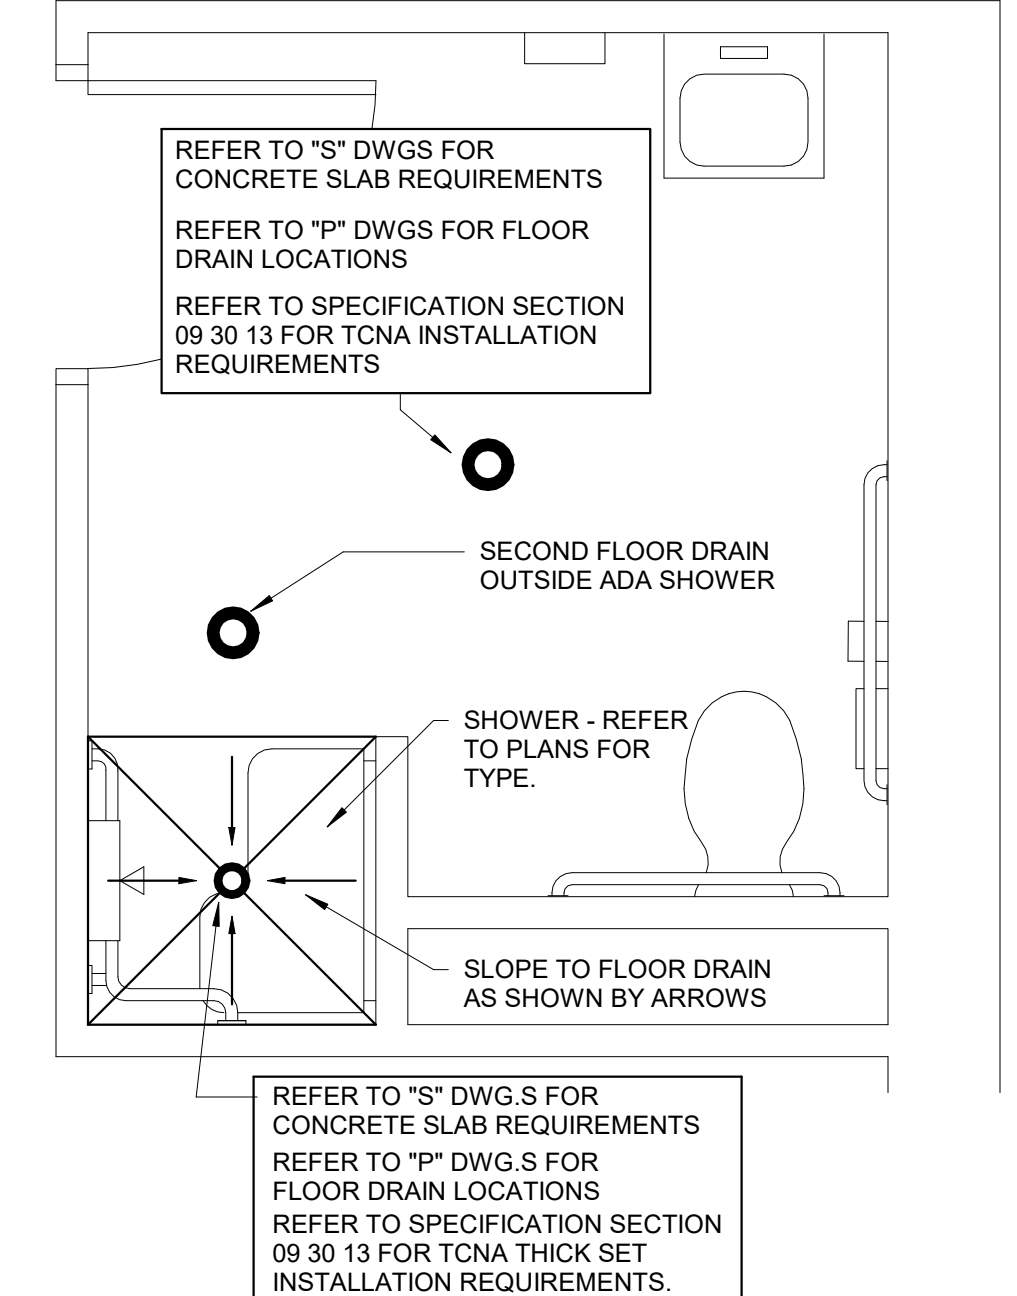 REFER TO "S" DWGS FOR
CONCRETE SLAB REQUIREMENTS
REFER TO "P" DWGS FOR FLOOR
DRAIN LOCATIONS
REFER TO SPECIFICATION SECTION
09 30 13 FOR TCNA INSTALLATION
REQUIREMENTS
SECOND FLOOR DRAIN
OUTSIDE ADA SHOWER
SHOWER - REFER
TO PLANS FOR
TYPE.
SLOPE TO FLOOR DRAIN
AS SHOWN BY ARROWS
REFER TO "S" DWG.S FOR
CONCRETE SLAB REQUIREMENTS
REFER TO "P" DWG.S FOR
FLOOR DRAIN LOCATIONS
REFER TO SPECIFICATION SECTION
09 30 13 FOR TCNA THICK SET
INSTALLATION REQUIREMENTS.